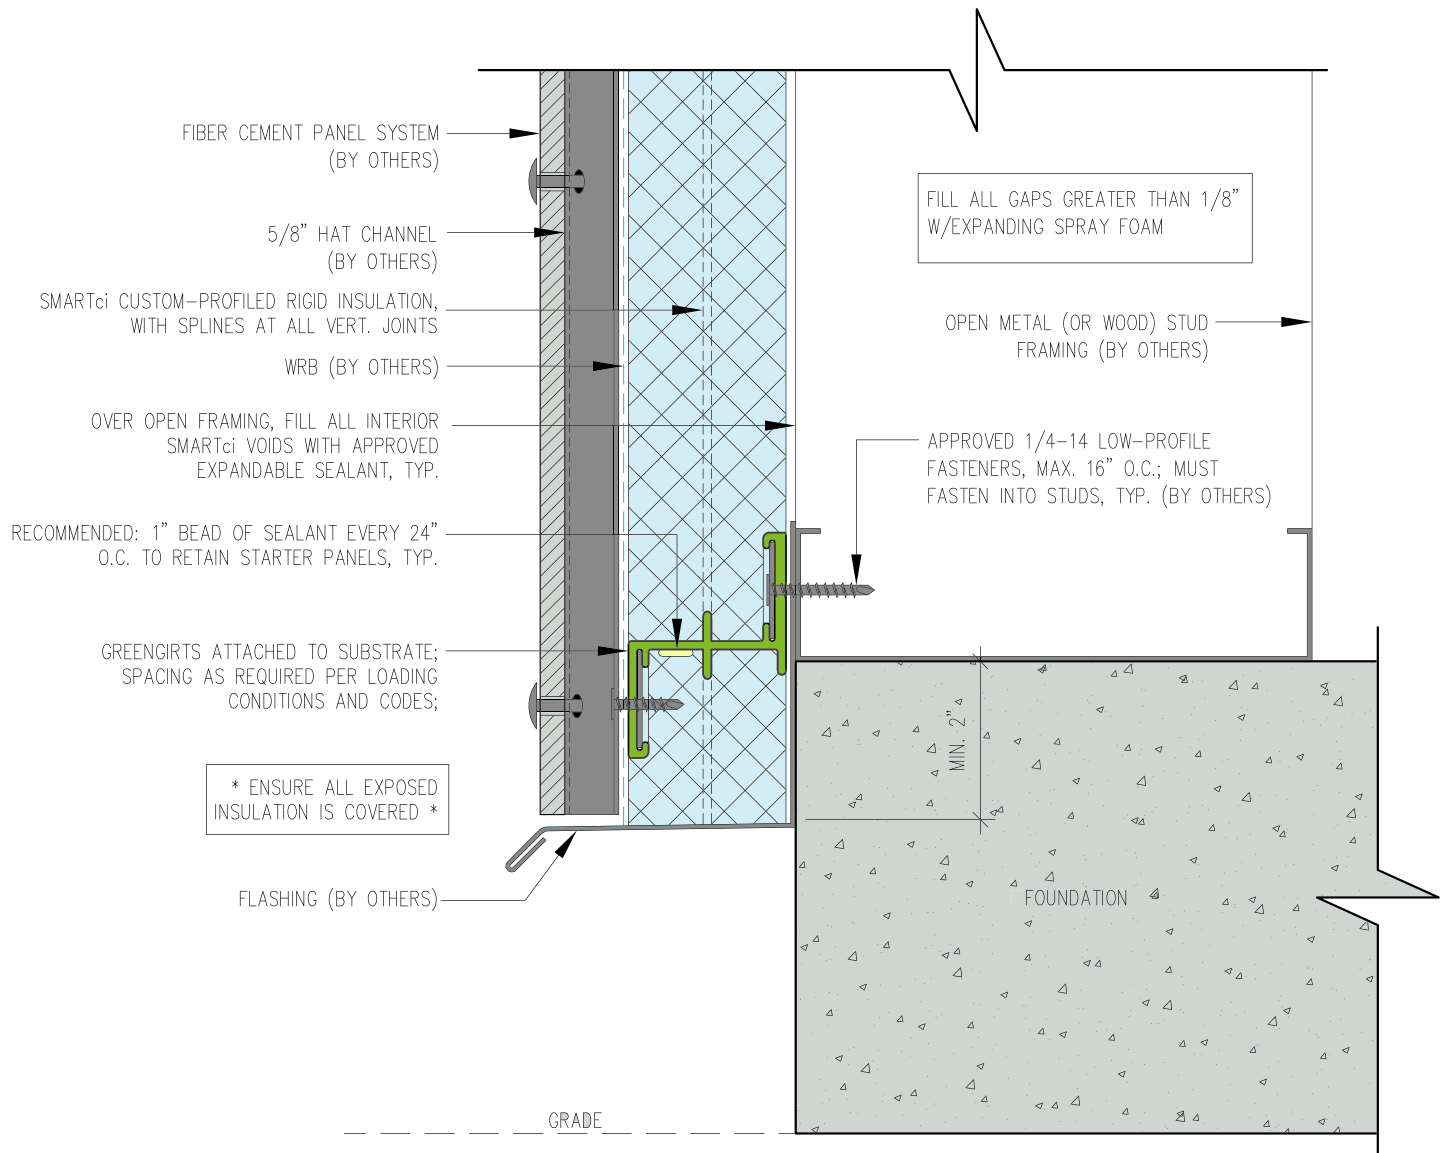 FIBER CEMENT PANEL SYSTEM
(BY OTHERS)
5/8" HAT CHANNEL
(BY OTHERS)
SMARTci CUSTOM-PROFILED RIGID INSULATION,
WITH SPLINES AT ALL VERT. JOINTS
WRB (BY OTHERS)
OVER OPEN FRAMING, FILL ALL INTERIOR
SMARTci VOIDS WITH APPROVED
EXPANDABLE SEALANT, TYP.
RECOMMENDED: 1" BEAD OF SEALANT EVERY 24"
O.C. TO RETAIN STARTER PANELS, TYP.
GREENGIRTS ATTACHED TO SUBSTRATE;
SPACING AS REQUIRED PER LOADING
CONDITIONS AND CODES;
* ENSURE ALL EXPOSED
INSULATION IS COVERED *
FLASHING (BY OTHERS)
FILL ALL GAPS GREATER THAN 1/8"
W/EXPANDING SPRAY FOAM
OPEN METAL (OR WOOD) STUD
FRAMING (BY OTHERS)
APPROVED 1/4-14 LOW-PROFILE
FASTENERS, MAX. 16" O.C.; MUST
FASTEN INTO STUDS, TYP. (BY OTHERS)
MIN. 2"
FOUNDATION
GRADE